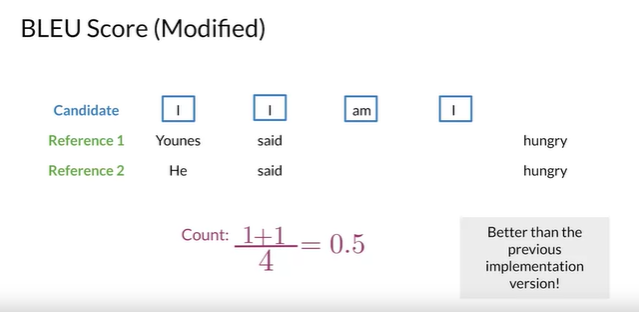 BLEU Score (Modified)
Candidate I I am I
Reference 1 Younes said hungry
Reference 2 He said hungry
Count: 1+1/4 = 0.5
Better than the
previous
implementation
version!